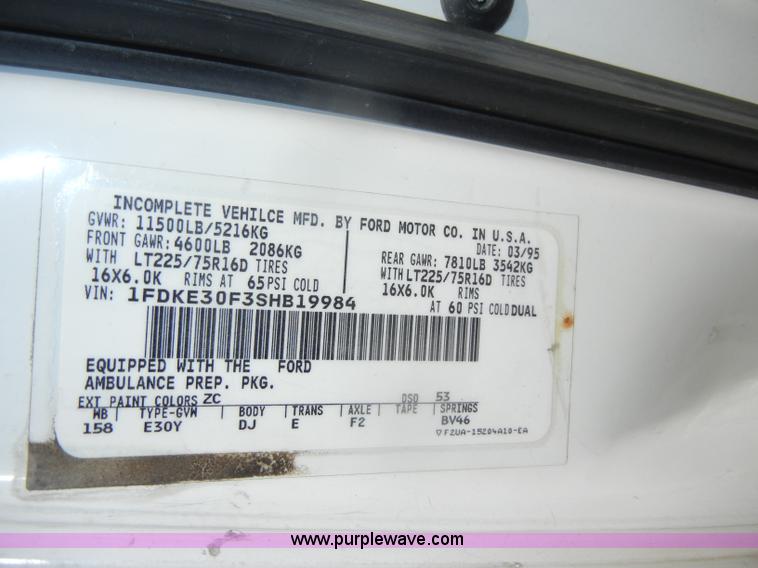 INCOMPLETE VEHILCE MFD. BY FORD MOTOR CO. IN U.S.A.
GVWR: 11500LB/5216KG
DATE: 03/95
FRONT GAWR: 4600LB 2086KG
REAR GAWR: 7810LB 3542KG
WITH LT225/75R16D TIRES
WITH LT225/75R16D TIRES
16X6.0K RIMS AT 65 PSI COLD
16X6.0K RIMS
VIN: 1FDKE30F3SHB19984
AT 60 PSI COLD DUAL
EQUIPPED WITH THE FORD
AMBULANCE PREP. PKG.
EXT PAINT COLORS ZC DSO 53
WB TYPE-GVW BODY TRANS AXLE TAPE SPRINGS
158 E30Y DJ E F2 BV46
▽F2UA-15204A10-EA
www.purplewave.com